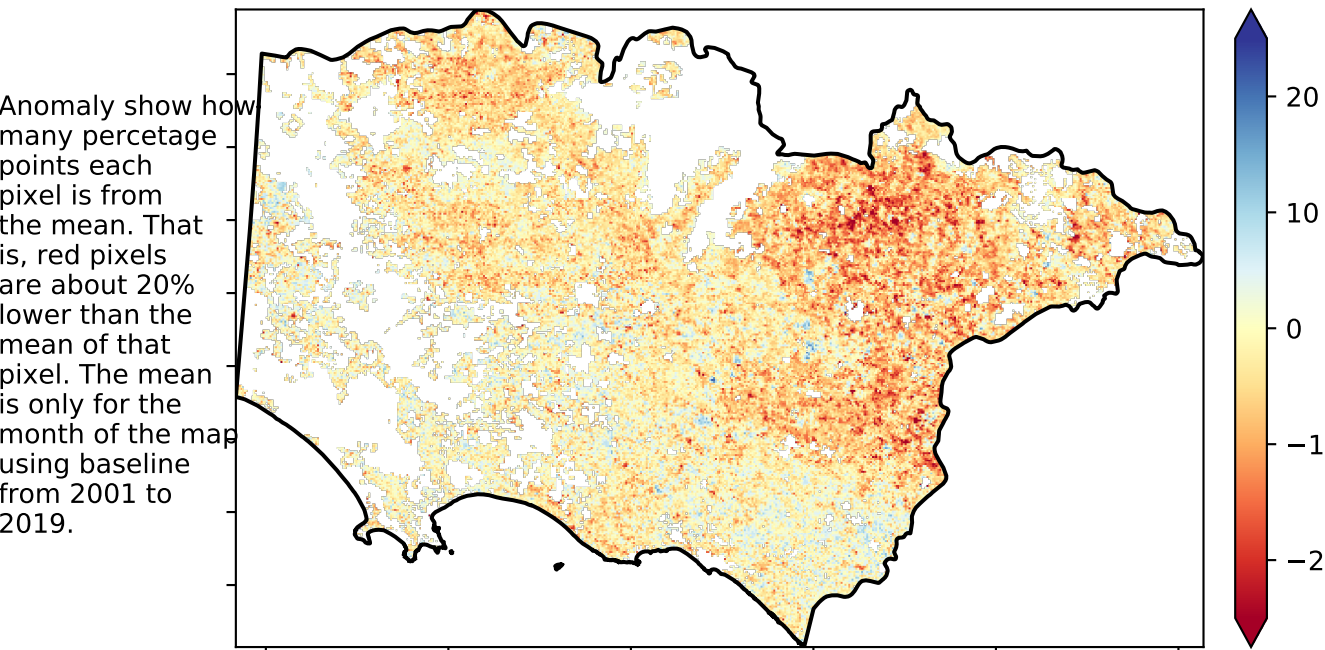 Anomaly show how
many percetage
points each
pixel is from
the mean. That
is, red pixels
are about 20%
lower than the
mean of that
pixel. The mean
is only for the
month of the map
using baseline
from 2001 to
2019.
20
10
0
−1
−2